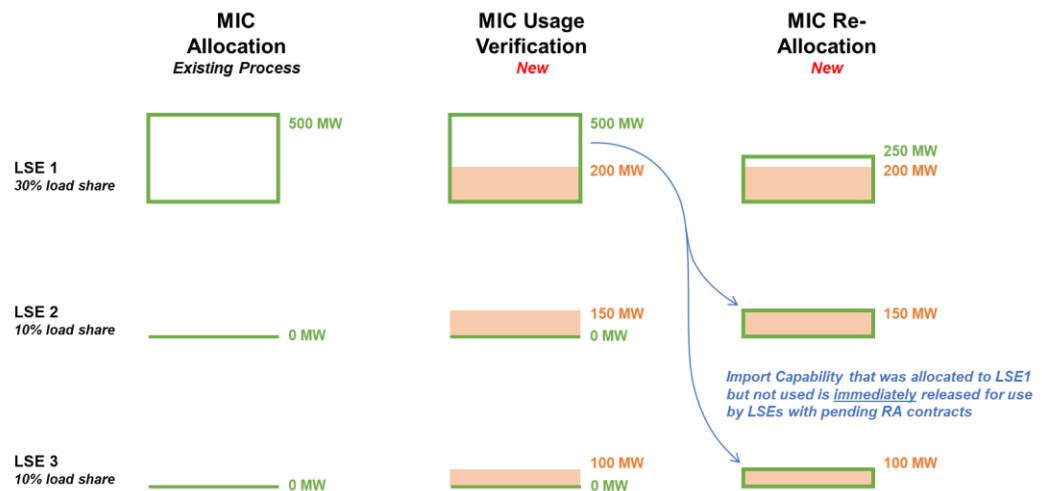 MIC
Allocation
Existing Process
MIC Usage
Verification
New
MIC Re-
Allocation
New
LSE 1
30% load share
500 MW
500 MW
200 MW
250 MW
200 MW
LSE 2
10% load share
0 MW
150 MW
0 MW
150 MW
Import Capability that was allocated to LSE1
but not used is immediately released for use
by LSEs with pending RA contracts
LSE 3
10% load share
0 MW
100 MW
0 MW
100 MW